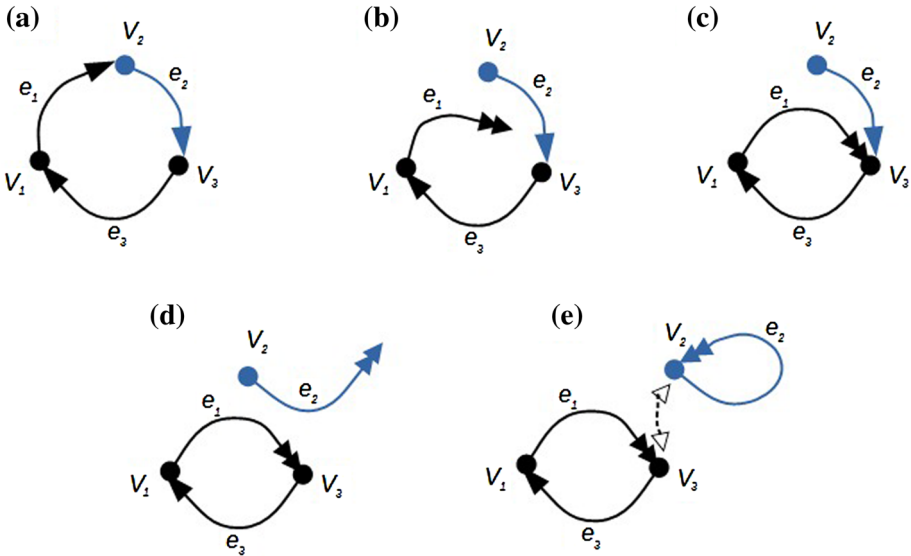 (a)
V₂
e₁
e₂
V₁
V₃
e₃
(b)
V₂
e₁
e₂
V₁
V₃
e₃
(c)
V₂
e₁
e₂
V₁
V₃
e₃
(d)
V₂
e₁
e₂
V₁
V₃
e₃
(e)
V₂
e₂
e₁
V₁
V₃
e₃